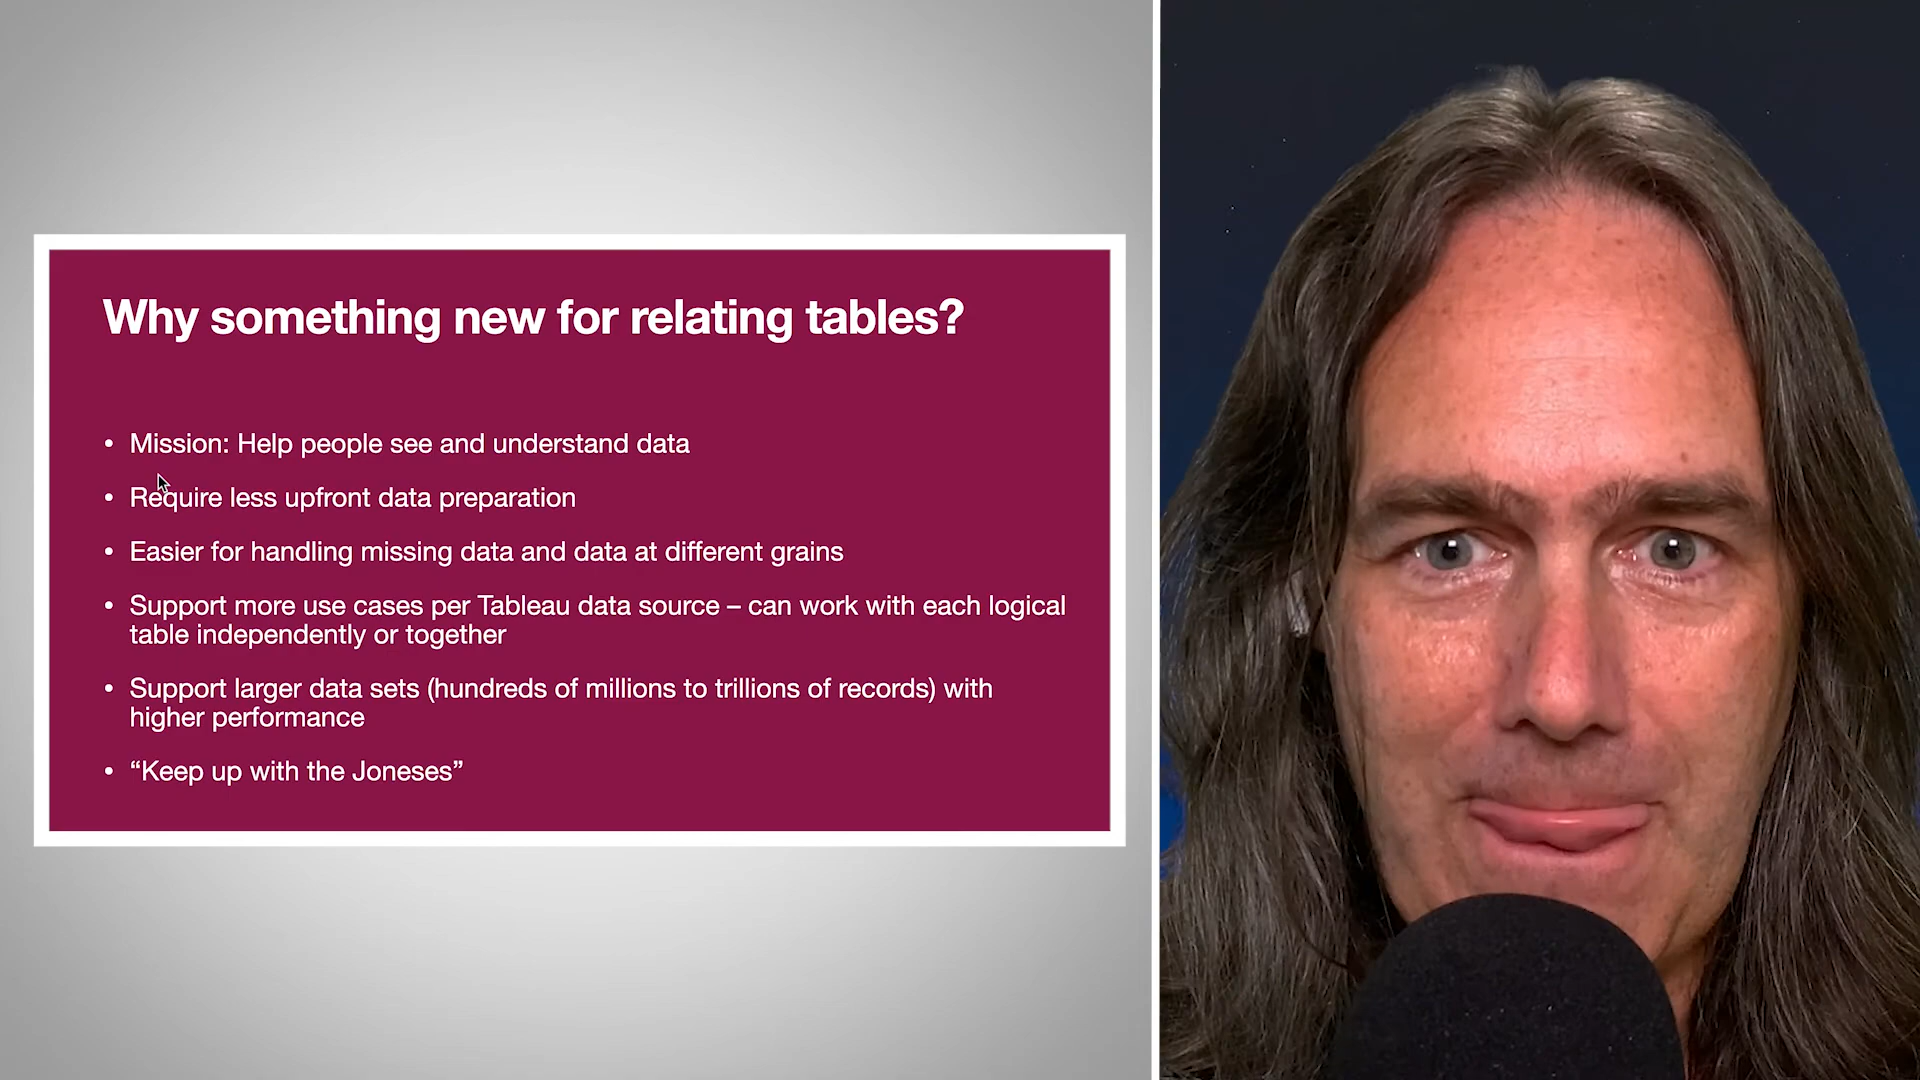 Why something new for relating tables?
• Mission: Help people see and understand data
• Require less upfront data preparation
• Easier for handling missing data and data at different grains
• Support more use cases per Tableau data source – can work with each logical
table independently or together
• Support larger data sets (hundreds of millions to trillions of records) with
higher performance
• “Keep up with the Joneses”